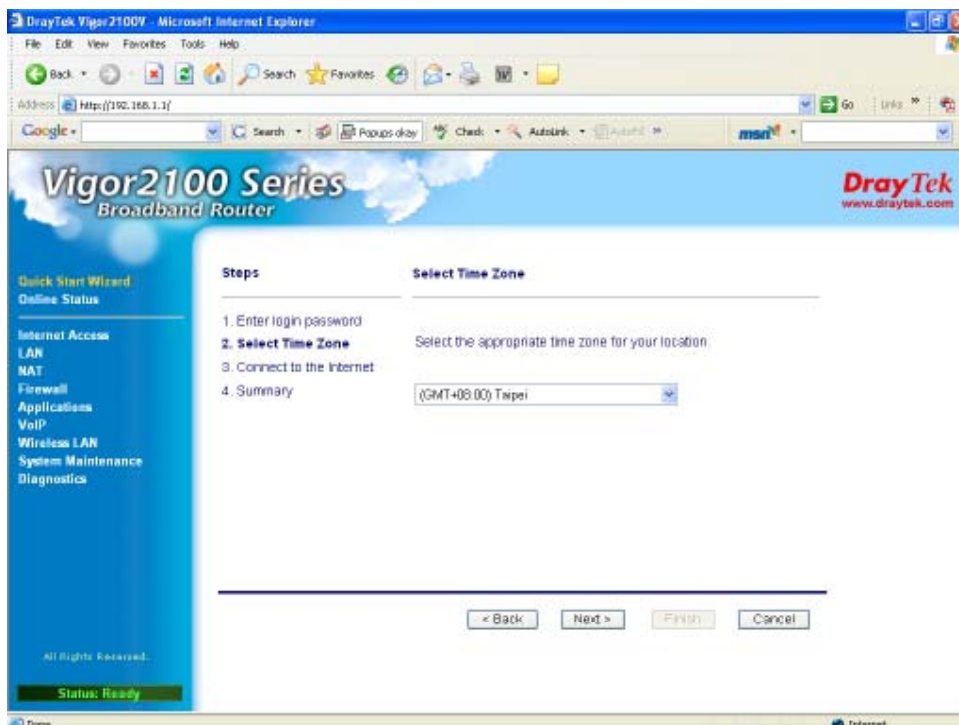 DrayTek Vigor2100V - Microsoft Internet Explorer
File Edit View Favorites Tools Help
Back Search Favorites
Address http://192.168.1.1/ Go Links »
Google Search Popups okay Check AutoLink AutoFill » msn
Vigor2100 Series
Broadband Router
DrayTek
www.draytek.com
Quick Start Wizard
Online Status
Internet Access
LAN
NAT
Firewall
Applications
VoIP
Wireless LAN
System Maintenance
Diagnostics
All Rights Reserved.
Status: Ready
Steps
1. Enter login password
2. Select Time Zone
3. Connect to the Internet
4. Summary
Select Time Zone
Select the appropriate time zone for your location
(GMT+08:00) Taipei
< Back Next > Finish Cancel
Done Internet